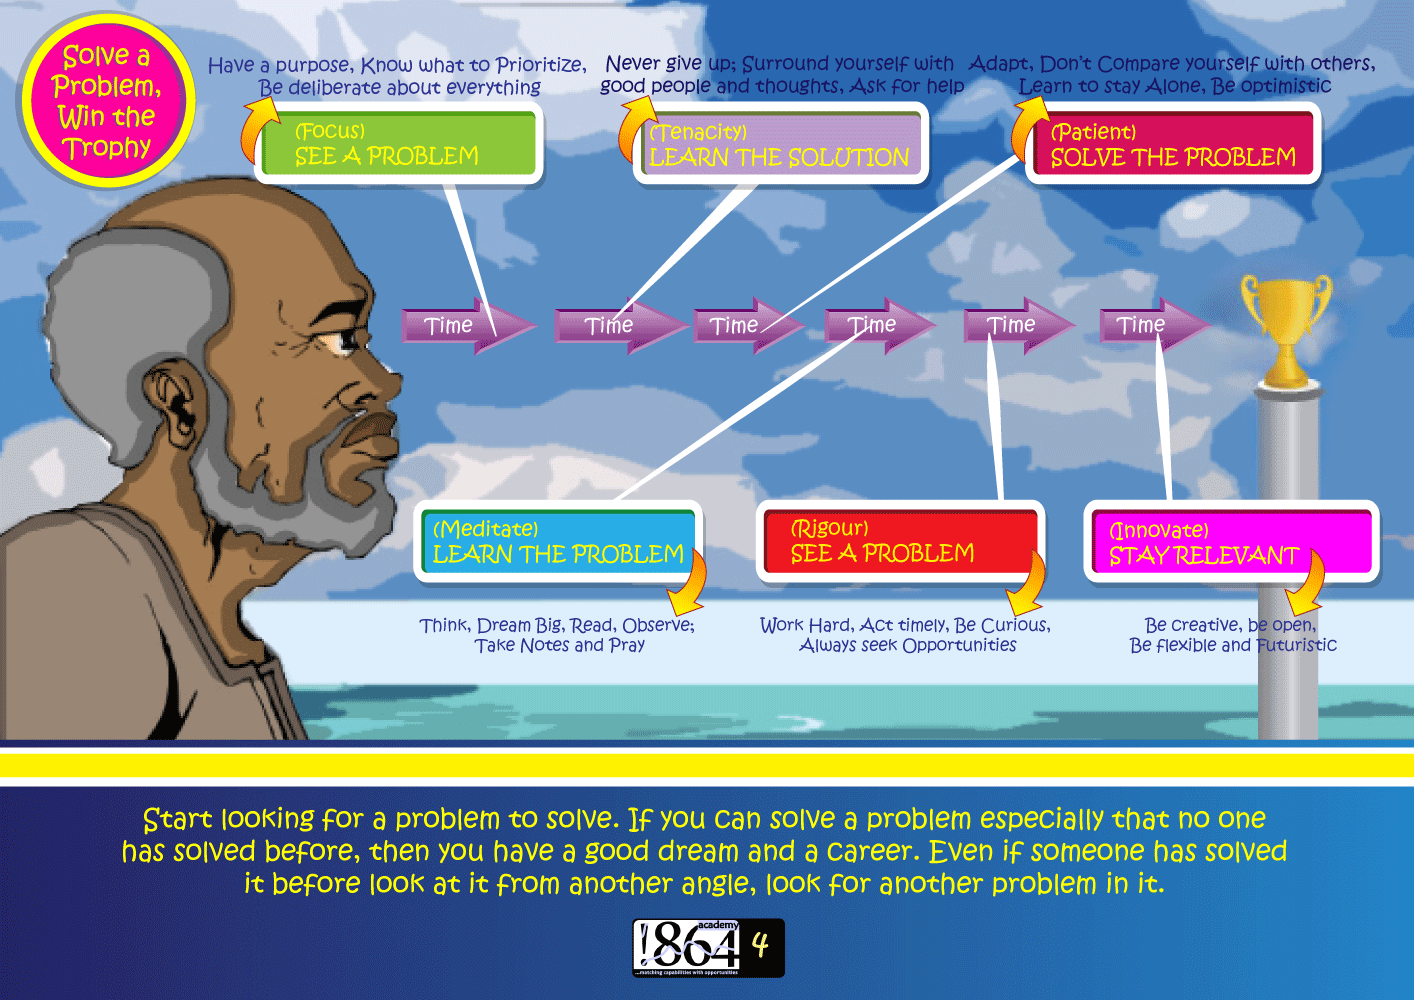 Solve a
Problem,
Win the
Trophy
Have a purpose, Know what to Prioritize,
Be deliberate about everything
(Focus)
SEE A PROBLEM
Never give up; Surround yourself with
good people and thoughts, Ask for help
(Tenacity)
LEARN THE SOLUTION
Adapt, Don't Compare yourself with others,
Learn to stay Alone, Be optimistic
(Patient)
SOLVE THE PROBLEM
Time
Time
Time
Time
Time
Time
(Meditate)
LEARN THE PROBLEM
Think, Dream Big, Read, Observe;
Take Notes and Pray
(Rigour)
SEE A PROBLEM
Work Hard, Act timely, Be Curious,
Always seek Opportunities
(Innovate)
STAY RELEVANT
Be creative, be open,
Be flexible and Futuristic
Start looking for a problem to solve. If you can solve a problem especially that no one
has solved before, then you have a good dream and a career. Even if someone has solved
it before look at it from another angle, look for another problem in it.
academy
!864
4
...matching capabilities with opportunities